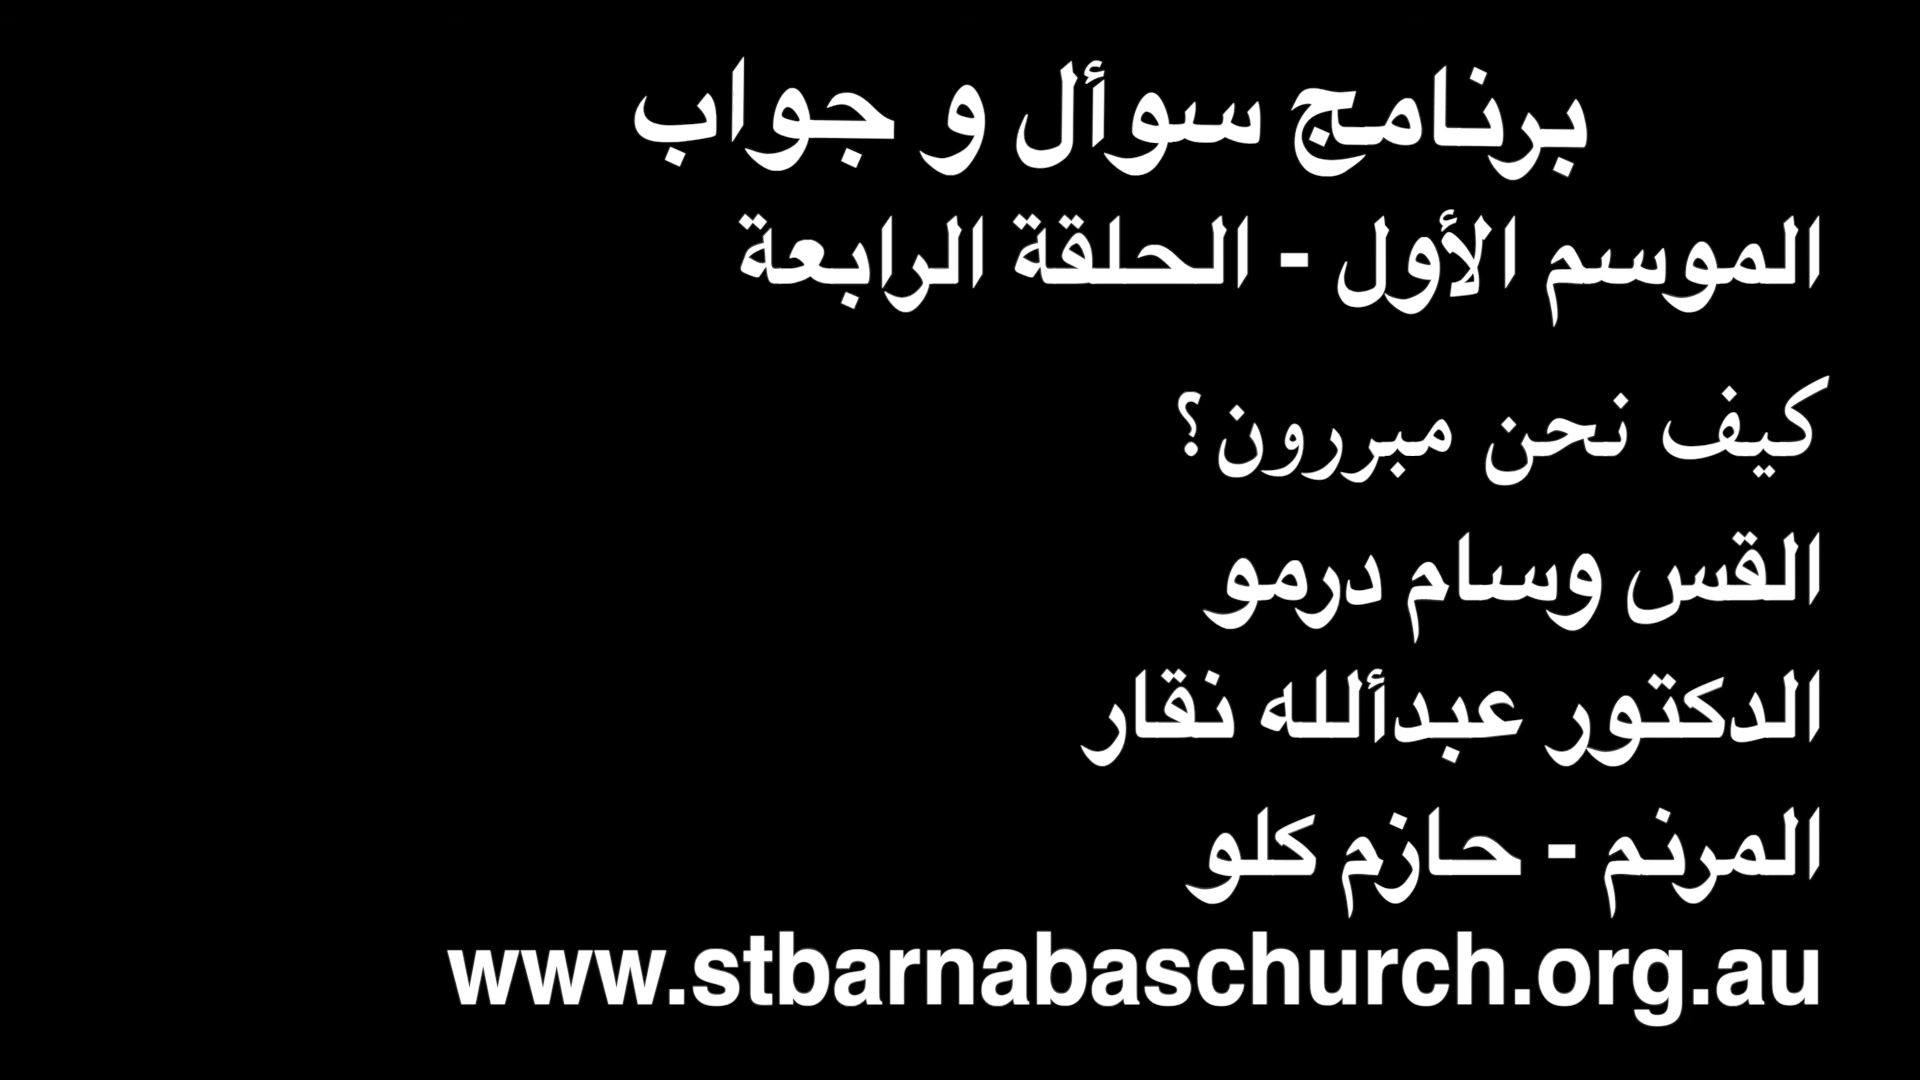 برنامج سوأل و جواب
الموسم الأول - الحلقة الرابعة
كيف نحن مبررون؟
القس وسام درمو
الدكتور عبدألله نقار
المرنم - حازم كلو
www.stbarnabaschurch.org.au